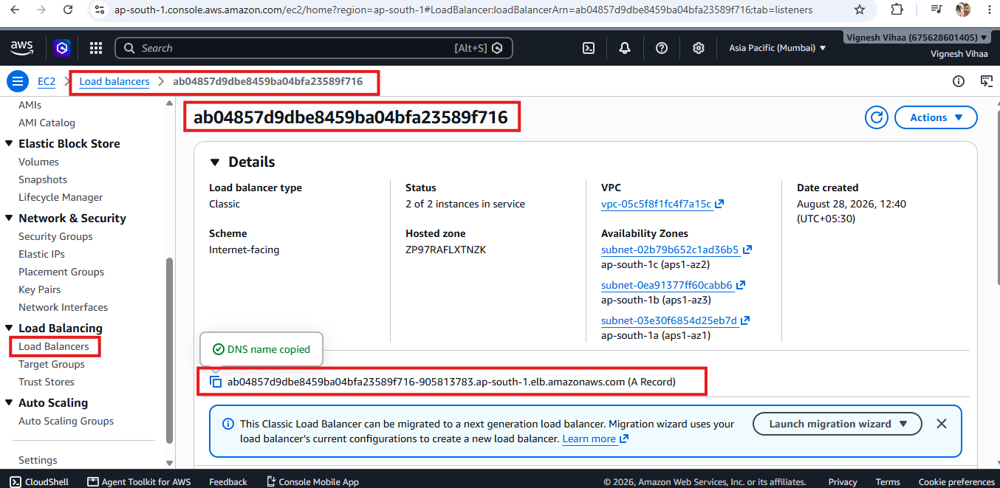 ap-south-1.console.aws.amazon.com/ec2/home?region=ap-south-1#LoadBalancer:loadBalancerArn=ab04857d9dbe8459ba04bfa23589f716;tab=listeners
aws
Search
[Alt+S]
Asia Pacific (Mumbai)
Vignesh Vihaa (675628601405)
Vignesh Vihaa
EC2
Load balancers
ab04857d9dbe8459ba04bfa23589f716
AMIs
AMI Catalog
Elastic Block Store
Volumes
Snapshots
Lifecycle Manager
Network & Security
Security Groups
Elastic IPs
Placement Groups
Key Pairs
Network Interfaces
Load Balancing
Load Balancers
Target Groups
Trust Stores
Auto Scaling
Auto Scaling Groups
Settings
ab04857d9dbe8459ba04bfa23589f716
Actions
Details
Load balancer type
Classic
Scheme
Internet-facing
Status
2 of 2 instances in service
Hosted zone
ZP97RAFLXTNZK
VPC
vpc-05c5f8f1fc4f7a15c
Availability Zones
subnet-02b79b652c1ad36b5
ap-south-1c (aps1-az2)
subnet-0ea91377ff60cabb6
ap-south-1b (aps1-az3)
subnet-03e30f6854d25eb7d
ap-south-1a (aps1-az1)
Date created
August 28, 2026, 12:40
(UTC+05:30)
DNS name copied
ab04857d9dbe8459ba04bfa23589f716-905813783.ap-south-1.elb.amazonaws.com (A Record)
This Classic Load Balancer can be migrated to a next generation load balancer. Migration wizard uses your
load balancer's current configurations to create a new load balancer. Learn more
Launch migration wizard
CloudShell
Agent Toolkit for AWS
Feedback
Console Mobile App
© 2026, Amazon Web Services, Inc. or its affiliates.
Privacy
Terms
Cookie preferences